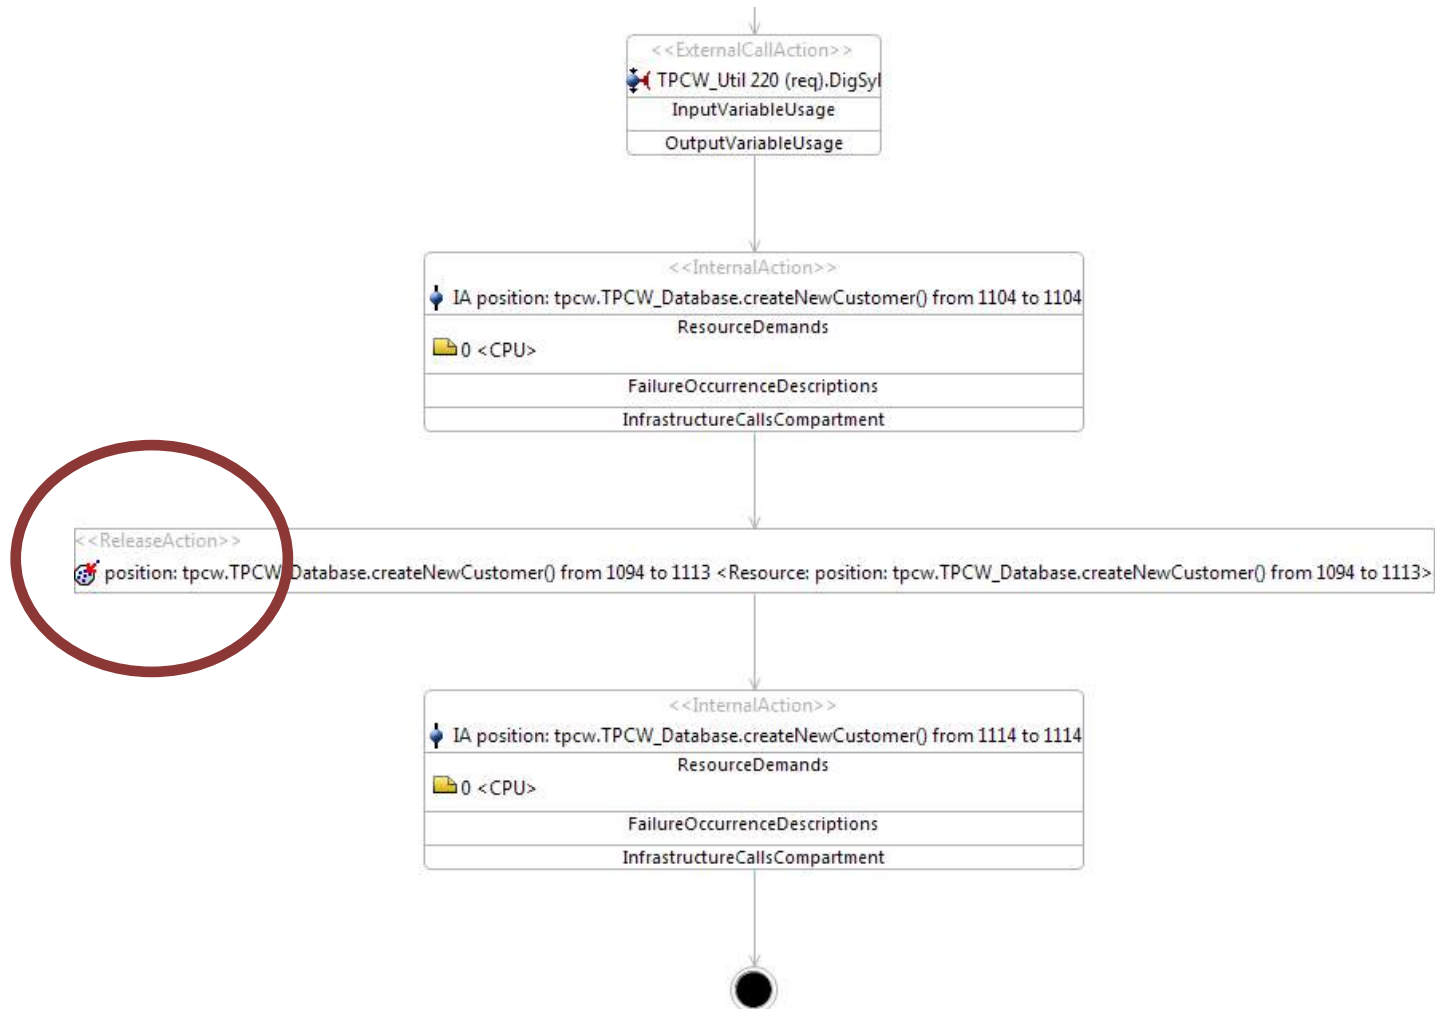 <<ExternalCallAction>>
TPCW_Util 220 (req).DigSyl
InputVariableUsage
OutputVariableUsage
<<InternalAction>>
IA position: tpcw.TPCW_Database.createNewCustomer() from 1104 to 1104
ResourceDemands
0 <CPU>
FailureOccurrenceDescriptions
InfrastructureCallsCompartment
<<ReleaseAction>>
position: tpcw.TPCW_Database.createNewCustomer() from 1094 to 1113 <Resource: position: tpcw.TPCW_Database.createNewCustomer() from 1094 to 1113>
<<InternalAction>>
IA position: tpcw.TPCW_Database.createNewCustomer() from 1114 to 1114
ResourceDemands
0 <CPU>
FailureOccurrenceDescriptions
InfrastructureCallsCompartment